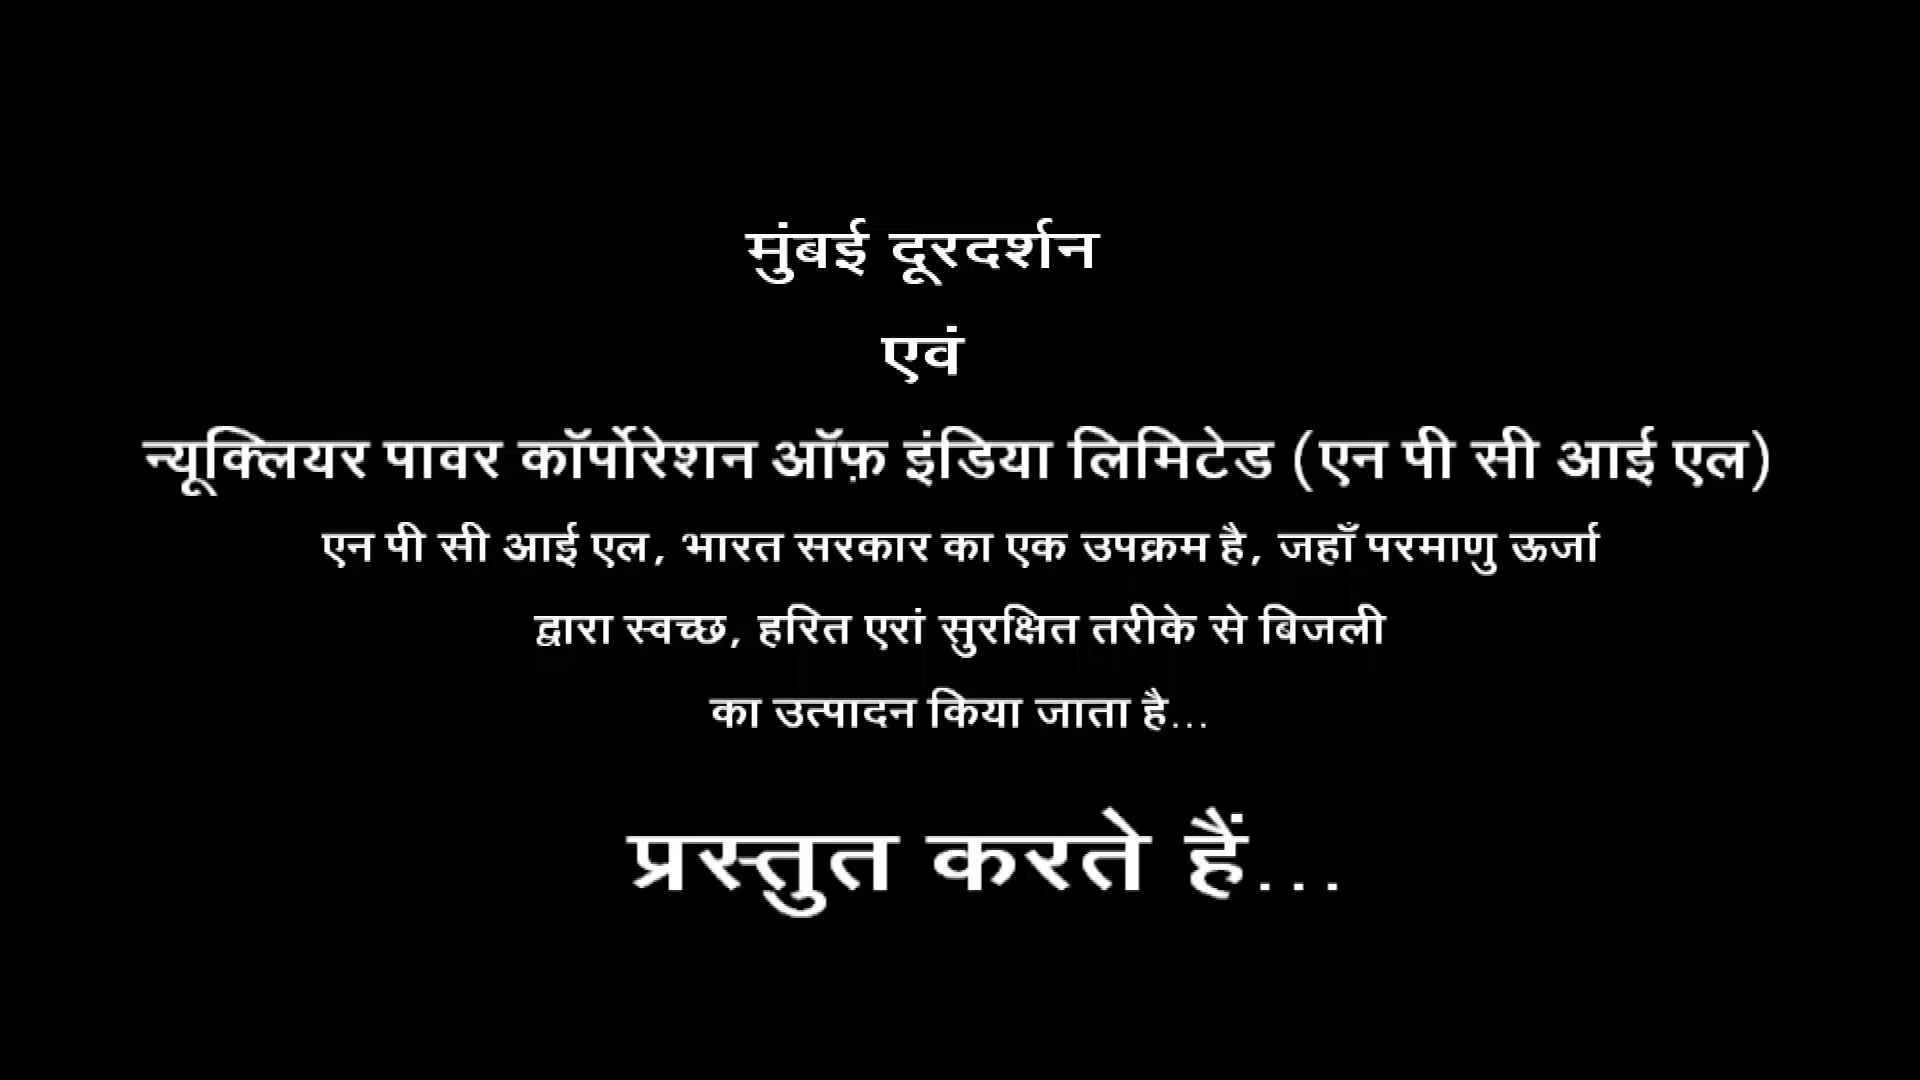 मुंबई दूरदर्शन
एवं
न्यूक्लियर पावर कॉर्पोरेशन ऑफ़ इंडिया लिमिटेड (एन पी सी आई एल)
एन पी सी आई एल, भारत सरकार का एक उपक्रम है, जहाँ परमाणु ऊर्जा
द्वारा स्वच्छ, हरित एरां सुरक्षित तरीके से बिजली
का उत्पादन किया जाता है...
प्रस्तुत करते हैं...